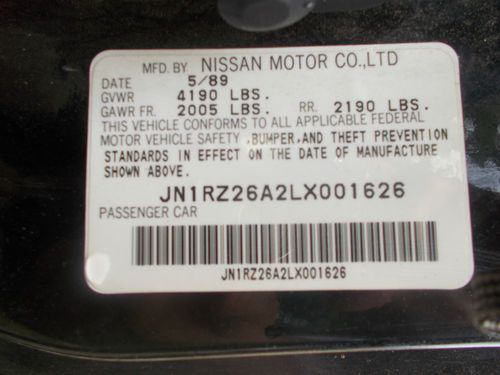 MFD. BY NISSAN MOTOR CO.,LTD
DATE 5/89
GVWR 4190 LBS.
GAWR FR. 2005 LBS. RR. 2190 LBS.
THIS VEHICLE CONFORMS TO ALL APPLICABLE FEDERAL
MOTOR VEHICLE SAFETY ,BUMPER,AND THEFT PREVENTION
STANDARDS IN EFFECT ON THE DATE OF MANUFACTURE
SHOWN ABOVE.
JN1RZ26A2LX001626
PASSENGER CAR
JN1RZ26A2LX001626